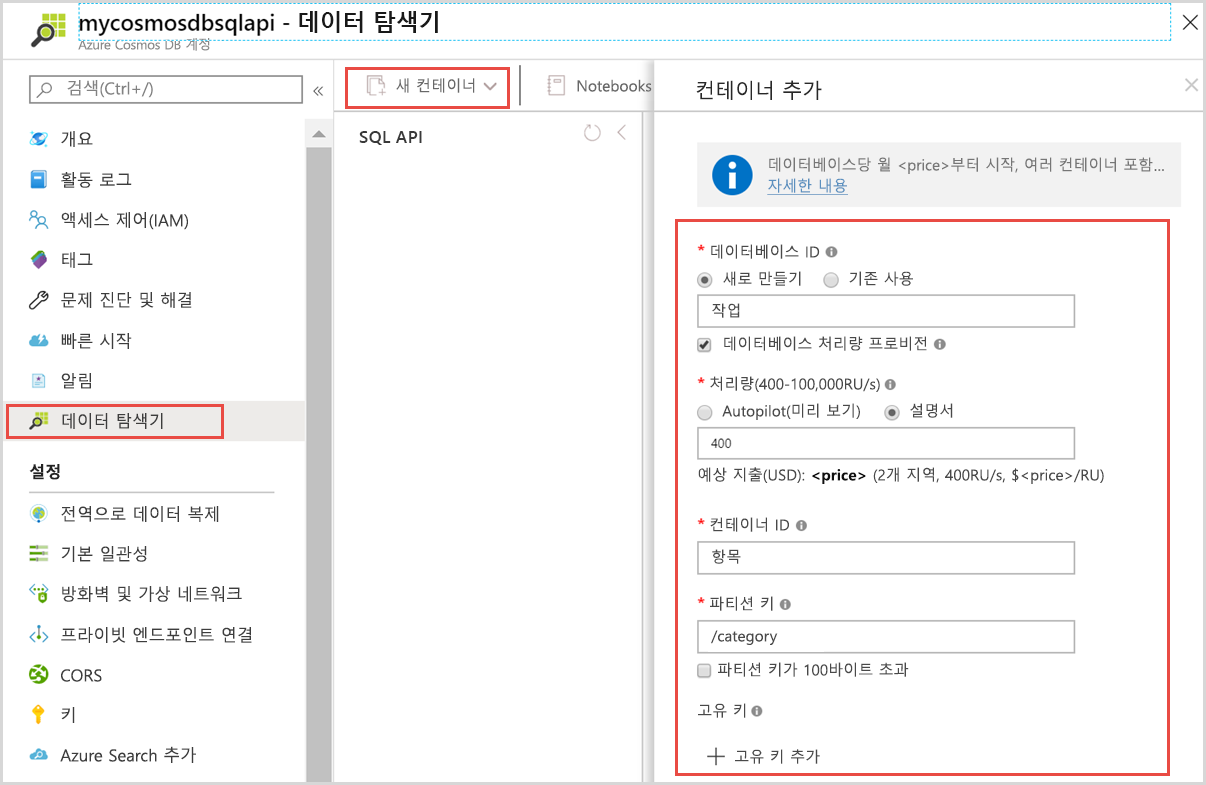 mycosmosdbsqlapi - 데이터 탐색기
Azure Cosmos DB 계정
검색(Ctrl+/)
개요
활동 로그
액세스 제어(IAM)
태그
문제 진단 및 해결
빠른 시작
알림
데이터 탐색기
설정
전역으로 데이터 복제
기본 일관성
방화벽 및 가상 네트워크
프라이빗 엔드포인트 연결
CORS
키
Azure Search 추가
새 컨테이너
Notebooks
SQL API
컨테이너 추가
데이터베이스당 월 <price>부터 시작, 여러 컨테이너 포함...
자세한 내용
* 데이터베이스 ID
새로 만들기 기존 사용
작업
데이터베이스 처리량 프로비전
* 처리량(400-100,000RU/s)
Autopilot(미리 보기) 설명서
400
예상 지출(USD): <price> (2개 지역, 400RU/s, $<price>/RU)
* 컨테이너 ID
항목
* 파티션 키
/category
파티션 키가 100바이트 초과
고유 키
고유 키 추가